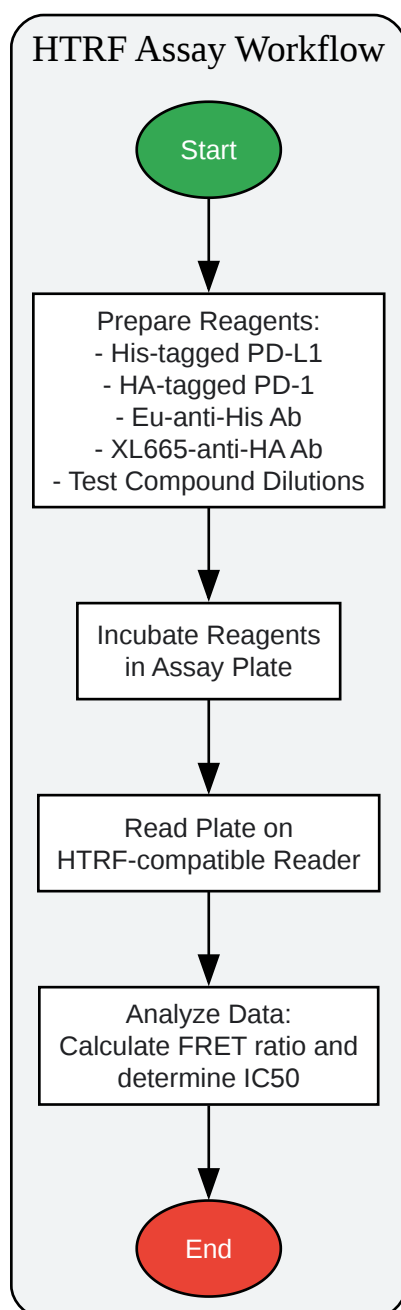 HTRF Assay Workflow
Start
Prepare Reagents:
- His-tagged PD-L1
- HA-tagged PD-1
- Eu-anti-His Ab
- XL665-anti-HA Ab
- Test Compound Dilutions
Incubate Reagents
in Assay Plate
Read Plate on
HTRF-compatible Reader
Analyze Data:
Calculate FRET ratio and
determine IC50
End